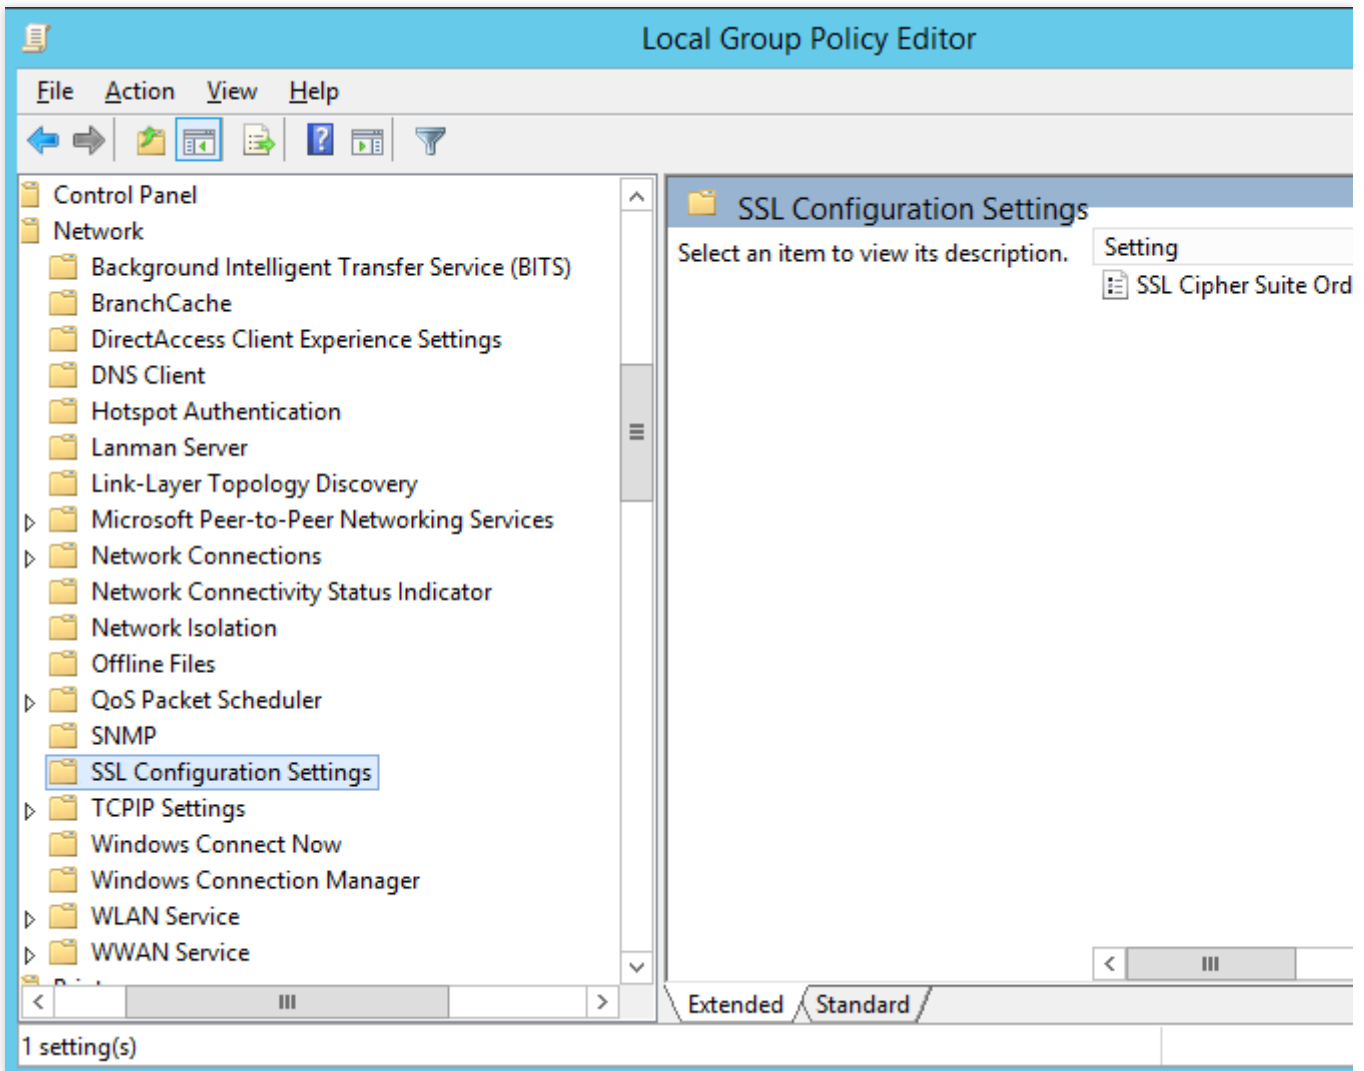 Local Group Policy Editor
File Action View Help
Control Panel
Network
Background Intelligent Transfer Service (BITS)
BranchCache
DirectAccess Client Experience Settings
DNS Client
Hotspot Authentication
Lanman Server
Link-Layer Topology Discovery
Microsoft Peer-to-Peer Networking Services
Network Connections
Network Connectivity Status Indicator
Network Isolation
Offline Files
QoS Packet Scheduler
SNMP
SSL Configuration Settings
TCPIP Settings
Windows Connect Now
Windows Connection Manager
WLAN Service
WWAN Service
SSL Configuration Settings
Select an item to view its description.
Setting
SSL Cipher Suite Ord
Extended Standard
1 setting(s)